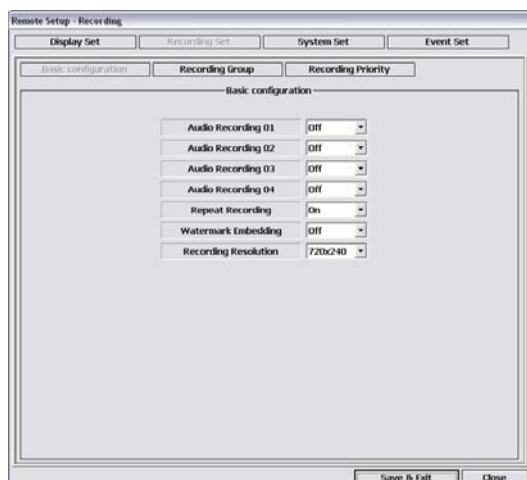 Remote Setup - Recording
Display Set Recording Set System Set Event Set
Basic configuration Recording Group Recording Priority
Basic configuration
Audio Recording 01 Off
Audio Recording 02 Off
Audio Recording 03 Off
Audio Recording 04 Off
Repeat Recording On
Watermark Embedding Off
Recording Resolution 720x240
Save & Exit Close